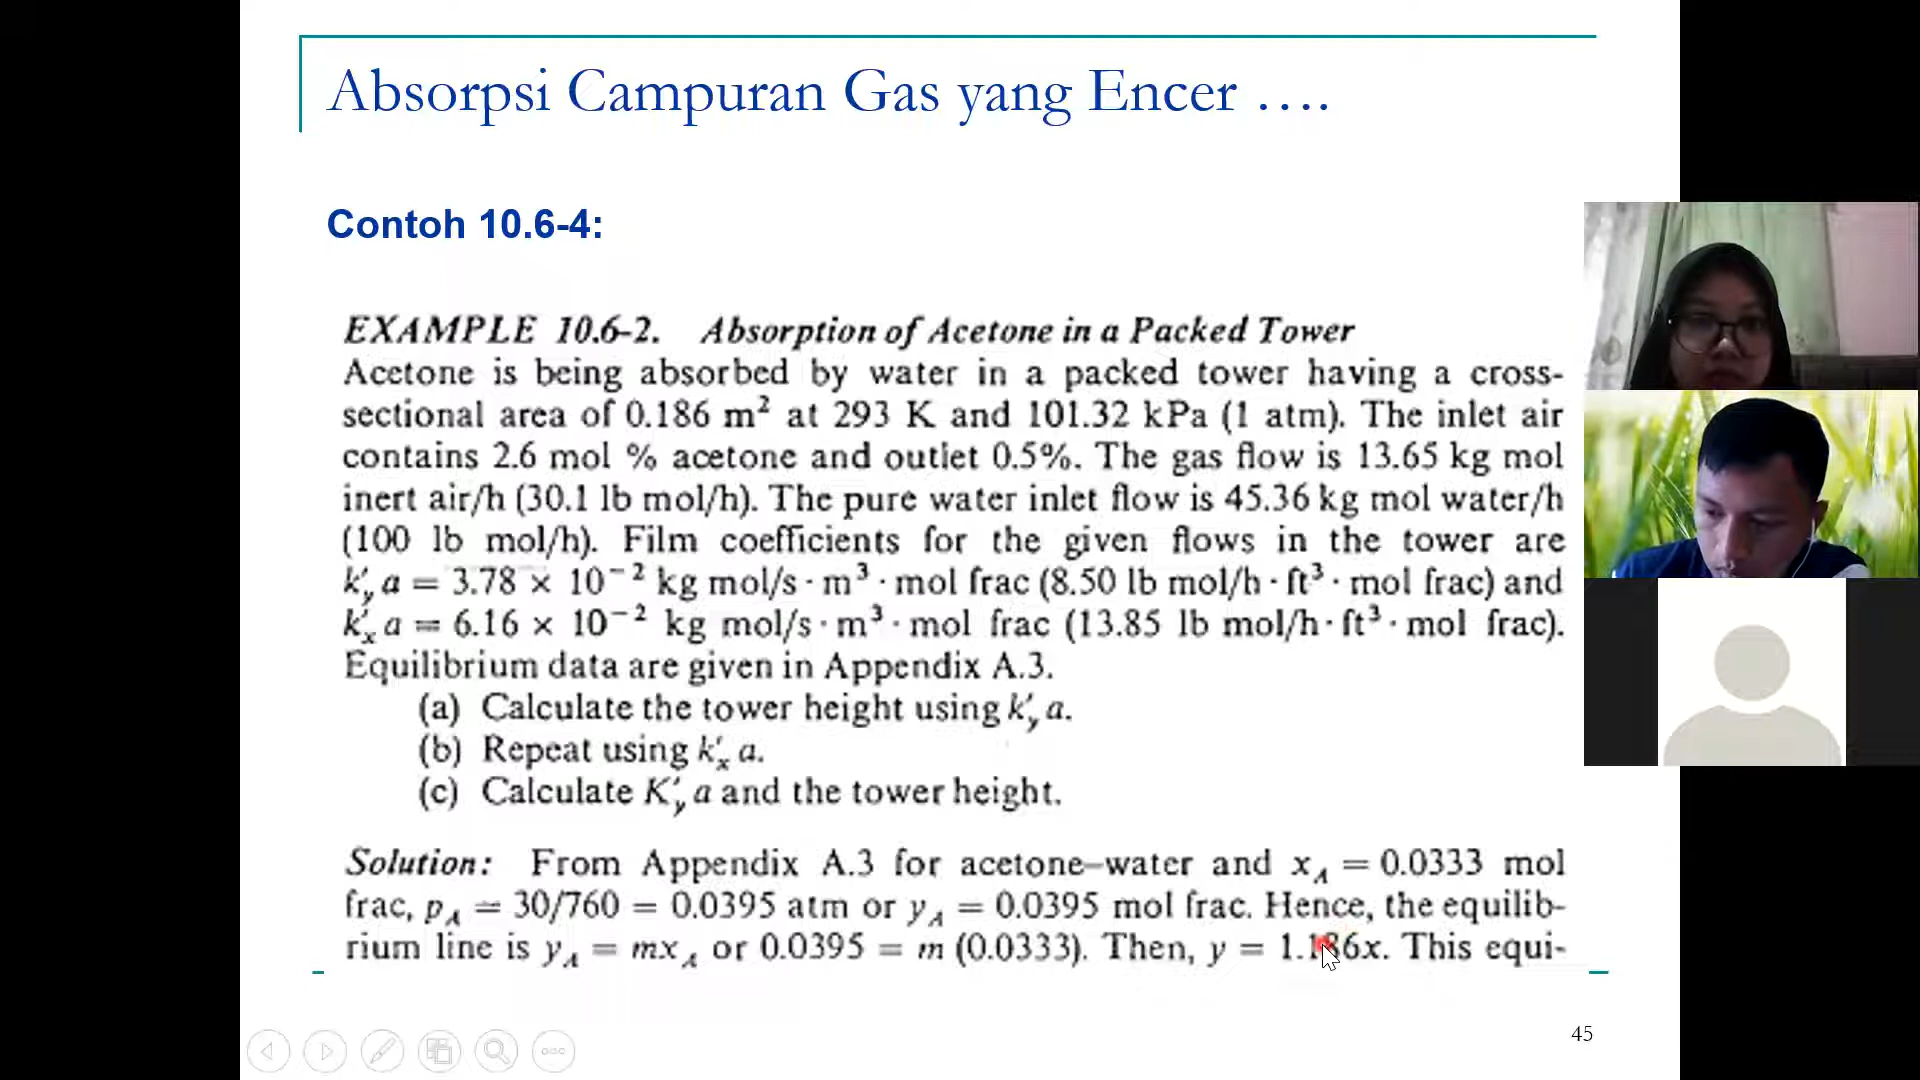 Absorpsi Campuran Gas yang Encer ....
Contoh 10.6-4:
EXAMPLE 10.6-2. Absorption of Acetone in a Packed Tower
Acetone is being absorbed by water in a packed tower having a cross-
sectional area of 0.186 m² at 293 K and 101.32 kPa (1 atm). The inlet air
contains 2.6 mol % acetone and outlet 0.5%. The gas flow is 13.65 kg mol
inert air/h (30.1 lb mol/h). The pure water inlet flow is 45.36 kg mol water/h
(100 lb mol/h). Film coefficients for the given flows in the tower are
k'y a = 3.78 × 10⁻² kg mol/s · m³ · mol frac (8.50 lb mol/h · ft³ · mol frac) and
k'x a = 6.16 × 10⁻² kg mol/s · m³ · mol frac (13.85 lb mol/h · ft³ · mol frac).
Equilibrium data are given in Appendix A.3.
(a) Calculate the tower height using k'y a.
(b) Repeat using k'x a.
(c) Calculate K'y a and the tower height.
Solution: From Appendix A.3 for acetone–water and xA = 0.0333 mol
frac, pA = 30/760 = 0.0395 atm or yA = 0.0395 mol frac. Hence, the equilib-
rium line is yA = mxA or 0.0395 = m (0.0333). Then, y = 1.186x. This equi-
45